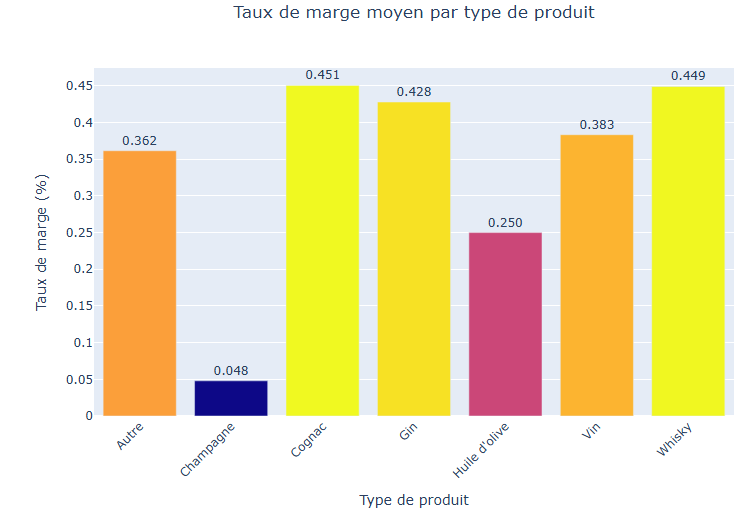 Taux de marge moyen par type de produit
Taux de marge (%)
0.45
0.4
0.35
0.3
0.25
0.2
0.15
0.1
0.05
0
0.362
0.048
0.451
0.428
0.250
0.383
0.449
Autre
Champagne
Cognac
Gin
Huile d'olive
Vin
Whisky
Type de produit